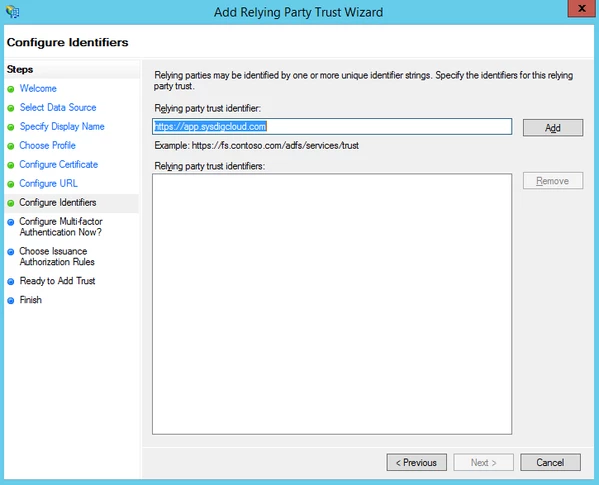 Add Relying Party Trust Wizard
x
Configure Identifiers
Steps
Welcome
Select Data Source
Specify Display Name
Choose Profile
Configure Certificate
Configure URL
Configure Identifiers
Configure Multi-factor
Authentication Now?
Choose Issuance
Authorization Rules
Ready to Add Trust
Finish
Relying parties may be identified by one or more unique identifier strings. Specify the identifiers for this relying
party trust.
Relying party trust identifier:
https://app.sysdigcloud.com
Add
Example: https://fs.contoso.com/adfs/services/trust
Relying party trust identifiers:
Remove
< Previous
Next >
Cancel